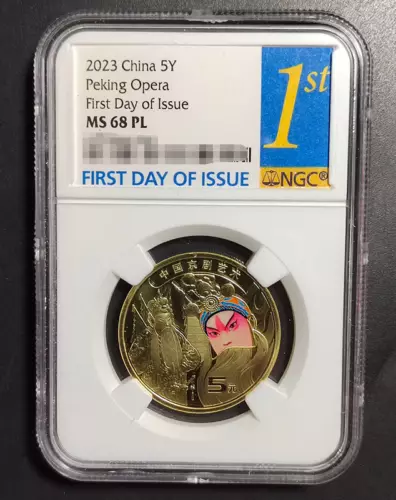 2023 China 5Y
Peking Opera
First Day of Issue
MS 68 PL
FIRST DAY OF ISSUE
1st
NGC®
中国京剧艺术
5元